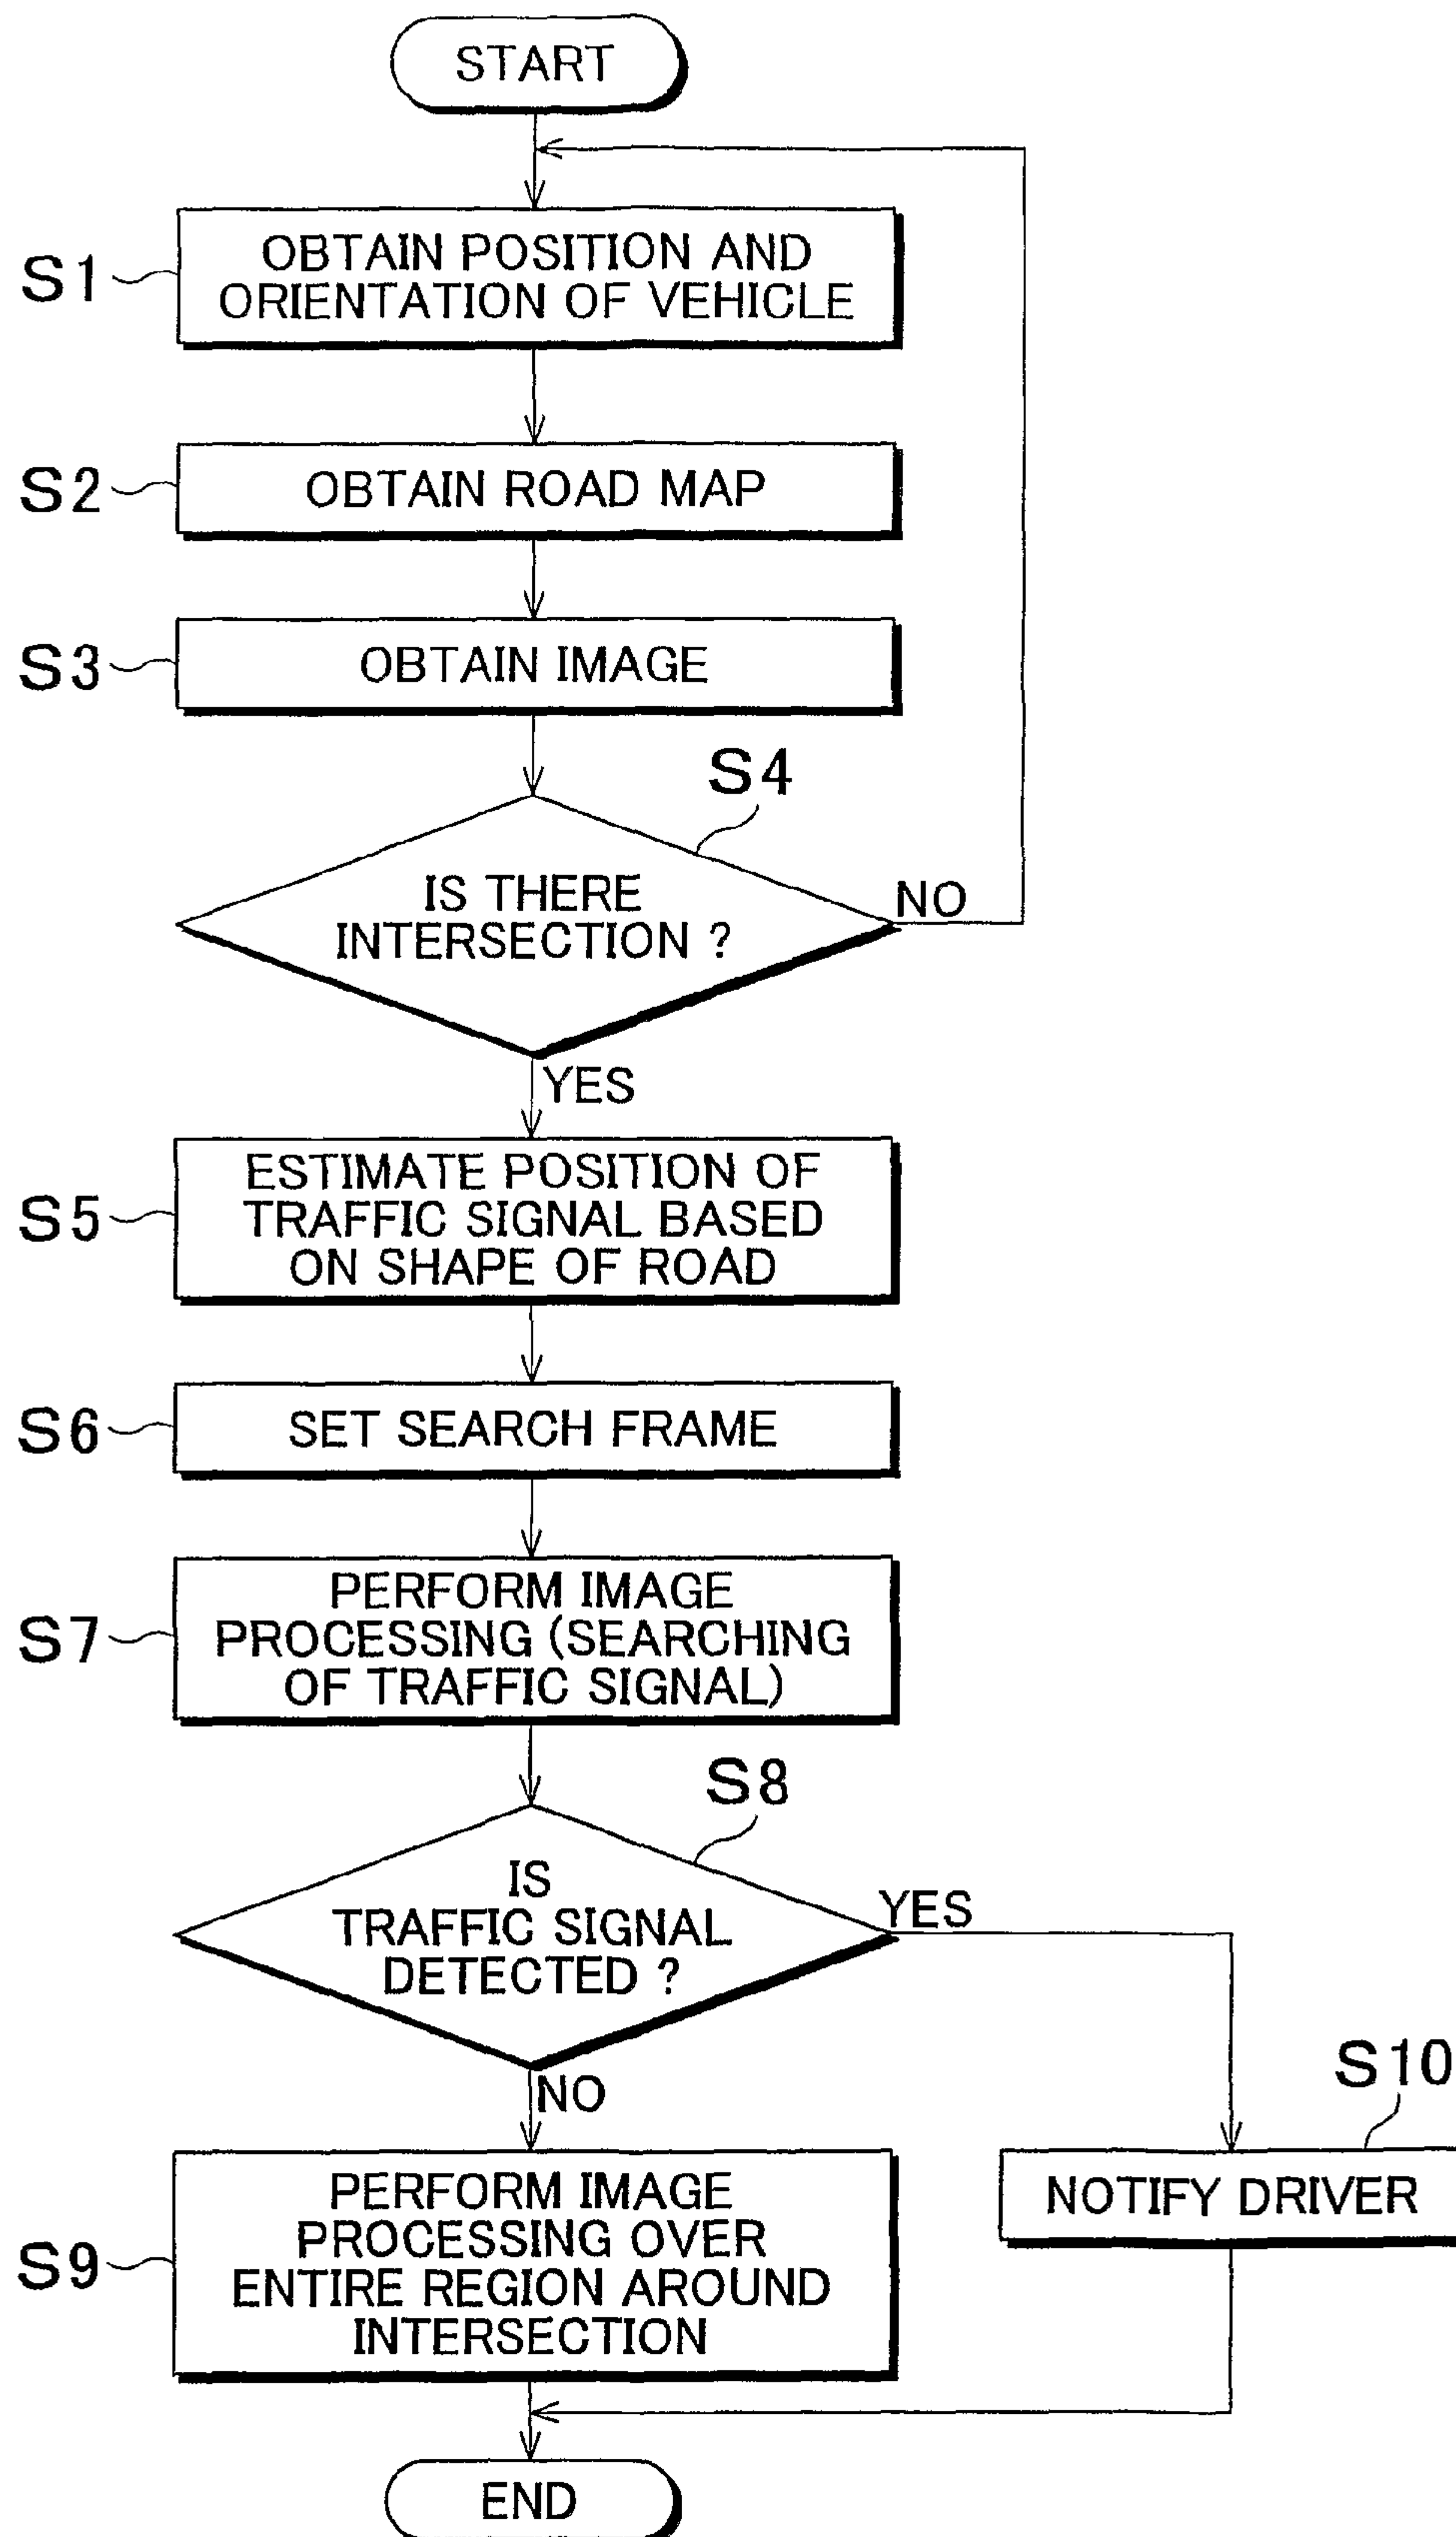 START
S1
OBTAIN POSITION AND
ORIENTATION OF VEHICLE
S2
OBTAIN ROAD MAP
S3
OBTAIN IMAGE
S4
IS THERE
INTERSECTION ?
NO
YES
S5
ESTIMATE POSITION OF
TRAFFIC SIGNAL BASED
ON SHAPE OF ROAD
S6
SET SEARCH FRAME
S7
PERFORM IMAGE
PROCESSING (SEARCHING
OF TRAFFIC SIGNAL)
S8
IS
TRAFFIC SIGNAL
DETECTED ?
YES
NO
S10
NOTIFY DRIVER
S9
PERFORM IMAGE
PROCESSING OVER
ENTIRE REGION AROUND
INTERSECTION
END